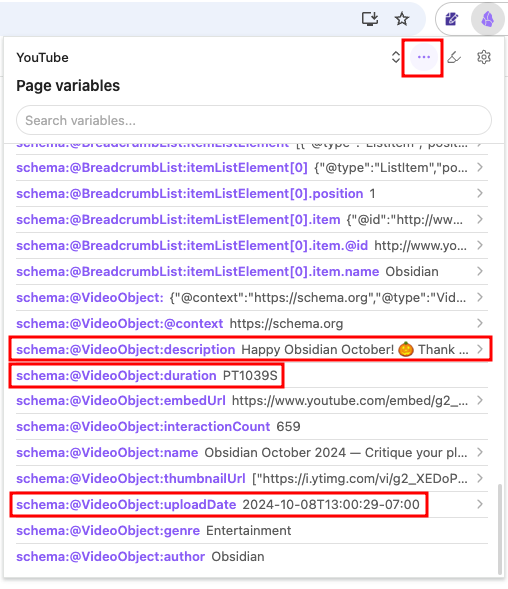 YouTube
Page variables
Search variables...
schema:@BreadcrumbList:itemListElement [{"@type":"ListItem","posit...
schema:@BreadcrumbList:itemListElement[0] {"@type":"ListItem","po...
schema:@BreadcrumbList:itemListElement[0].position 1
schema:@BreadcrumbList:itemListElement[0].item {"@id":"http://ww...
schema:@BreadcrumbList:itemListElement[0].item.@id http://www.yo...
schema:@BreadcrumbList:itemListElement[0].item.name Obsidian
schema:@VideoObject: {"@context":"https://schema.org","@type":"Vid...
schema:@VideoObject:@context https://schema.org
schema:@VideoObject:description Happy Obsidian October! 🎃 Thank ...
schema:@VideoObject:duration PT1039S
schema:@VideoObject:embedUrl https://www.youtube.com/embed/g2_...
schema:@VideoObject:interactionCount 659
schema:@VideoObject:name Obsidian October 2024 — Critique your pl...
schema:@VideoObject:thumbnailUrl ["https://i.ytimg.com/vi/g2_XEDoP...
schema:@VideoObject:uploadDate 2024-10-08T13:00:29-07:00
schema:@VideoObject:genre Entertainment
schema:@VideoObject:author Obsidian